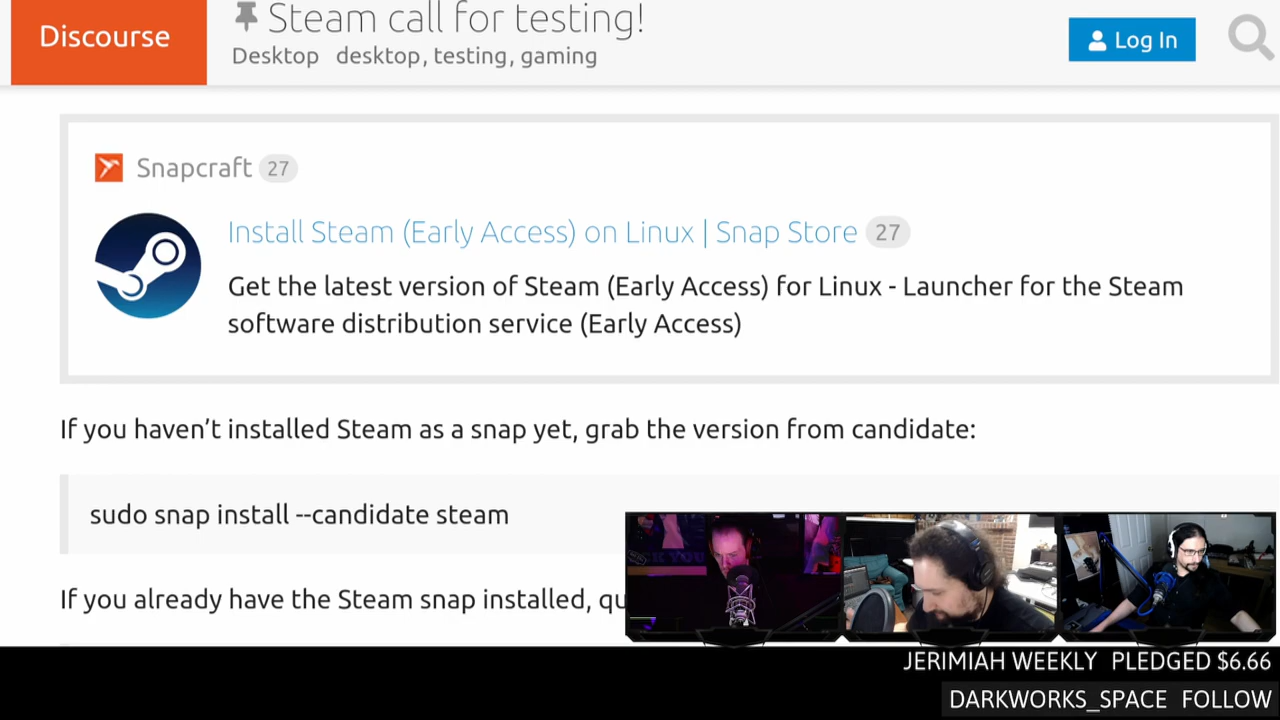 Discourse
Steam call for testing!
Desktop desktop, testing, gaming
Log In
Snapcraft 27
Install Steam (Early Access) on Linux | Snap Store 27
Get the latest version of Steam (Early Access) for Linux - Launcher for the Steam
software distribution service (Early Access)
If you haven’t installed Steam as a snap yet, grab the version from candidate:
sudo snap install --candidate steam
If you already have the Steam snap installed, qu
JERIMIAH WEEKLY PLEDGED $6.66
DARKWORKS_SPACE FOLLOW